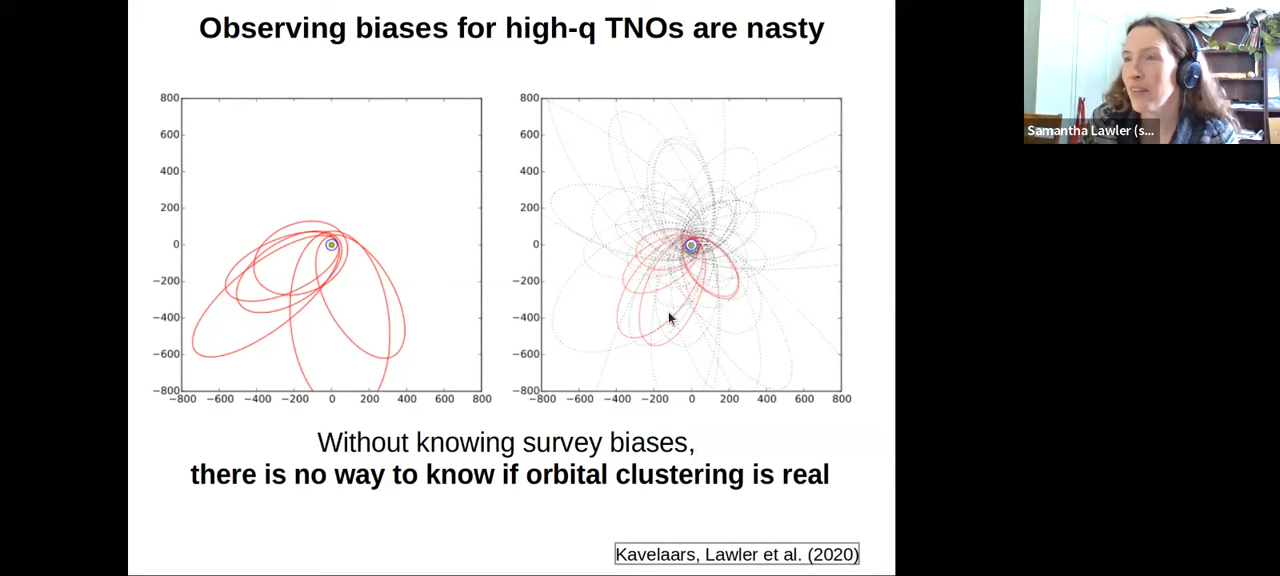 Observing biases for high-q TNOs are nasty
Samantha Lawler (s...
800
600
400
200
0
−200
−400
−600
−800
−800 −600 −400 −200 0 200 400 600 800
800
600
400
200
0
−200
−400
−600
−800
−800 −600 −400 −200 0 200 400 600 800
Without knowing survey biases,
there is no way to know if orbital clustering is real
Kavelaars, Lawler et al. (2020)